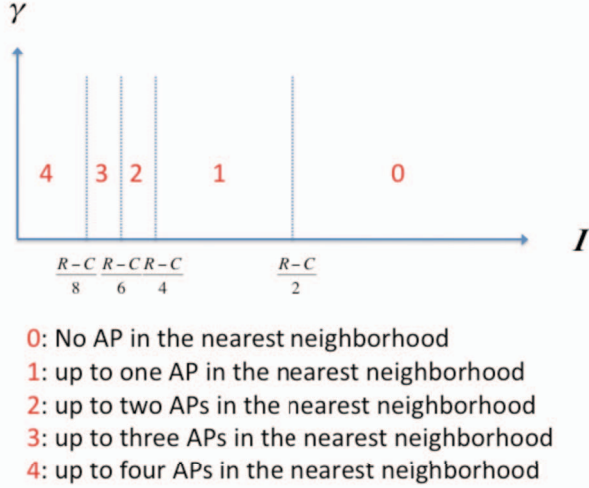 γ
4 3 2 1 0
I
R – C/8 R – C/6 R – C/4 R – C/2
0: No AP in the nearest neighborhood
1: up to one AP in the nearest neighborhood
2: up to two APs in the nearest neighborhood
3: up to three APs in the nearest neighborhood
4: up to four APs in the nearest neighborhood